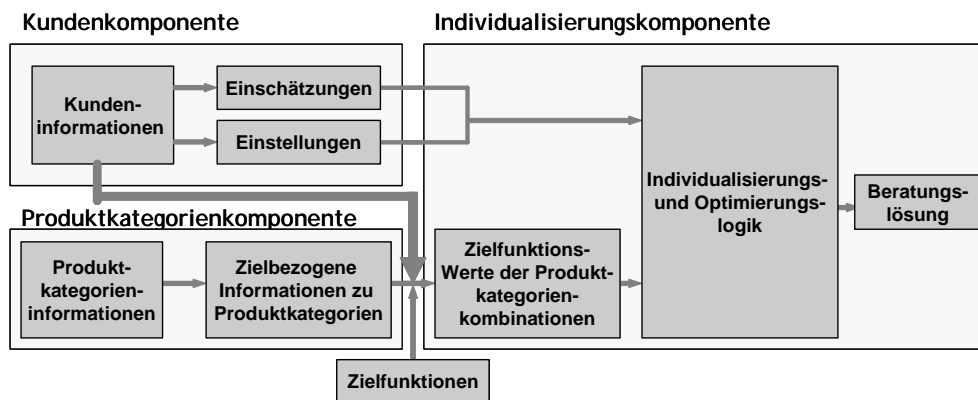 Kundenkomponente
Individualisierungskomponente
Kunden-
informationen
Einschätzungen
Einstellungen
Individualisierungs-
und Optimierungs-
logik
Beratungs-
lösung
Produktkategorienkomponente
Produkt-
kategorien-
informationen
Zielbezogene
Informationen zu
Produktkategorien
Zielfunktions-
Werte der Produkt-
kategorien-
kombinationen
Zielfunktionen